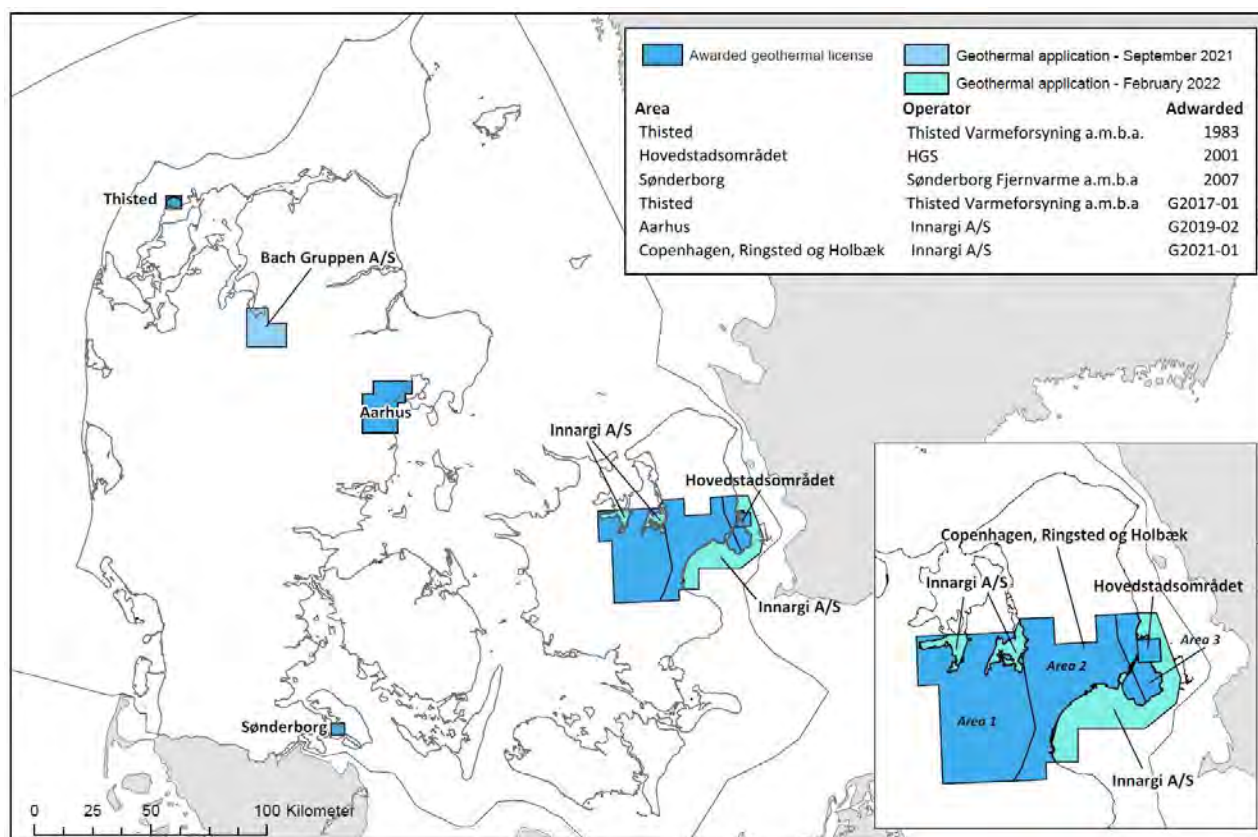 Awarded geothermal license
Geothermal application - September 2021
Geothermal application - February 2022
Area Operator Adwarded
Thisted Thisted Varmeforsyning a.m.b.a. 1983
Hovedstadsområdet HGS 2001
Sønderborg Sønderborg Fjernvarme a.m.b.a 2007
Thisted Thisted Varmeforsyning a.m.b.a G2017-01
Aarhus Innargi A/S G2019-02
Copenhagen, Ringsted og Holbæk Innargi A/S G2021-01
Thisted
Bach Gruppen A/S
Aarhus
Innargi A/S
Hovedstadsområdet
Innargi A/S
Sønderborg
0 25 50 100 Kilometer
Copenhagen, Ringsted og Holbæk
Innargi A/S
Hovedstadsområdet
Area 3
Area 2
Area 1
Innargi A/S